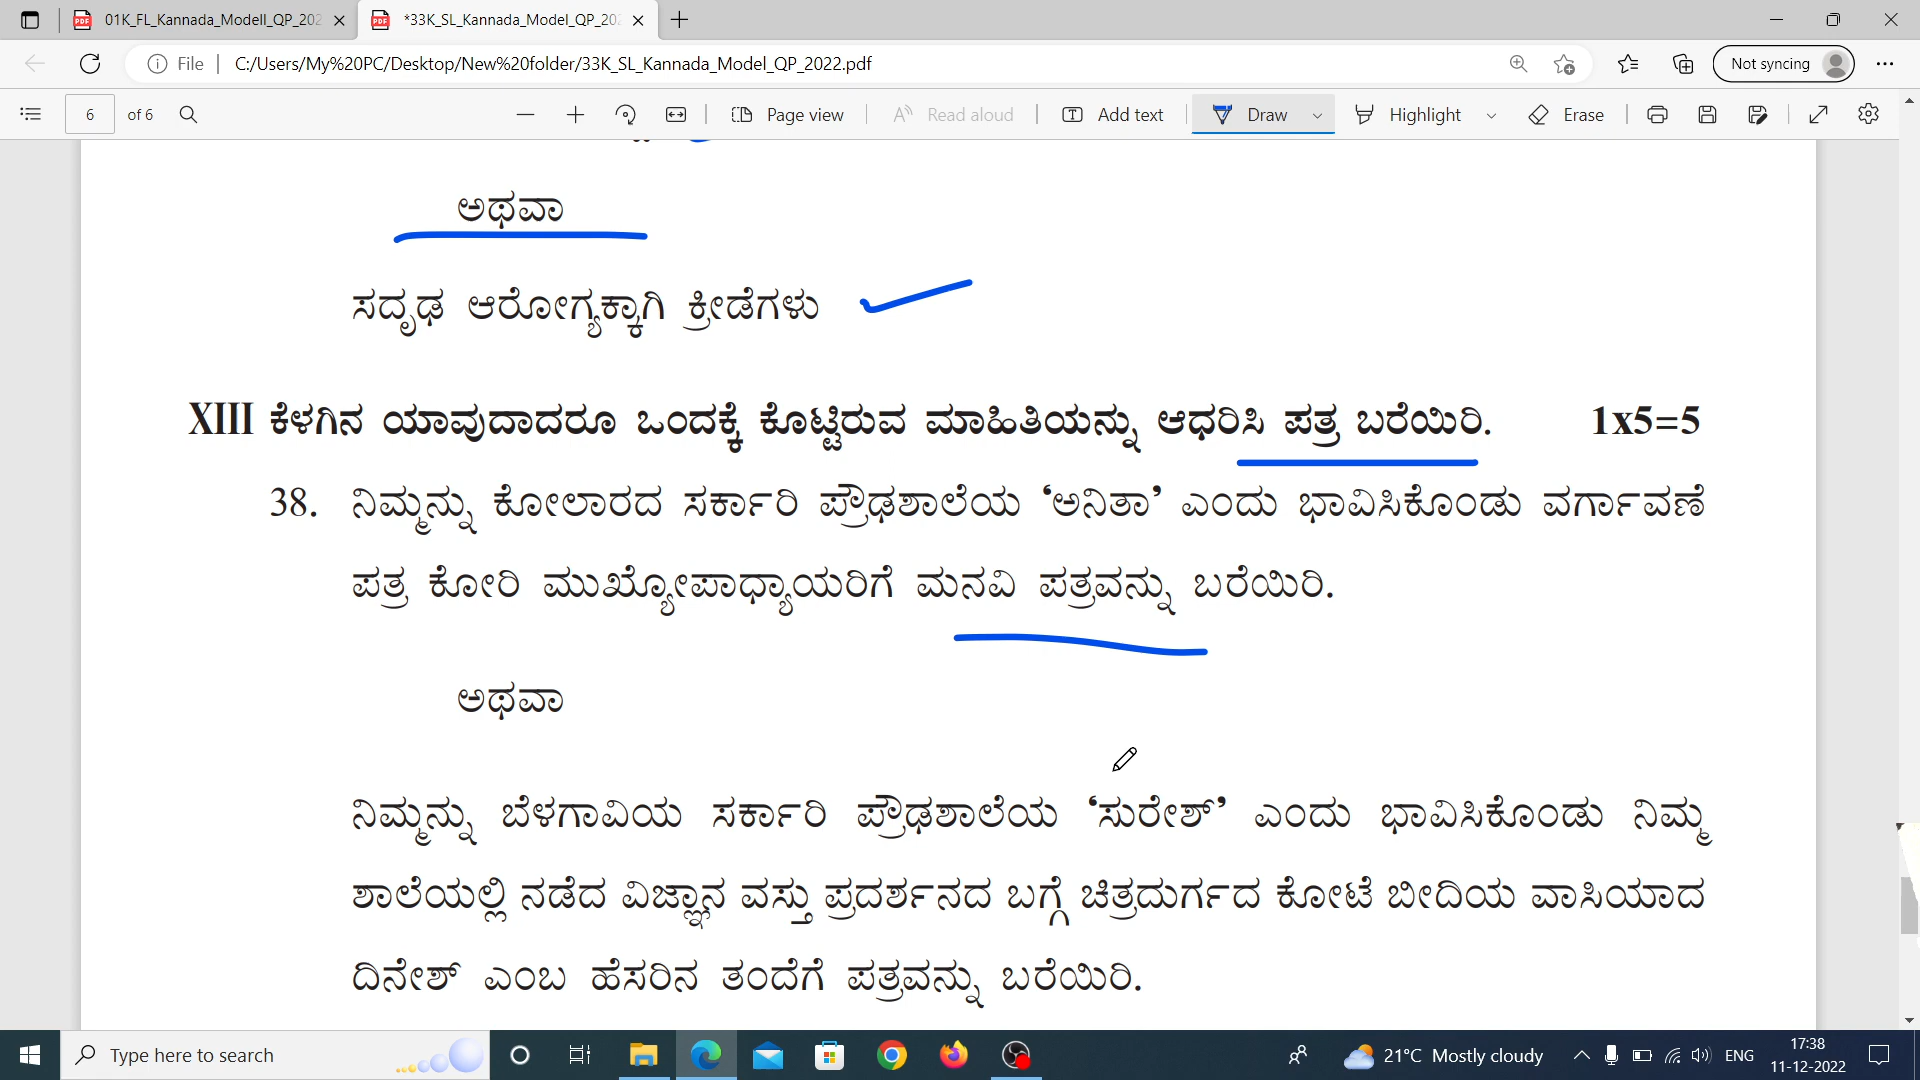 01K_FL_Kannada_Modell_QP_202
*33K_SL_Kannada_Model_QP_20
File
C:/Users/My%20PC/Desktop/New%20folder/33K_SL_Kannada_Model_QP_2022.pdf
Not syncing
6 of 6
Page view
Read aloud
Add text
Draw
Highlight
Erase
ಅಥವಾ
ಸದೃಢ ಆರೋಗ್ಯಕ್ಕಾಗಿ ಕ್ರೀಡೆಗಳು
XIII ಕೆಳಗಿನ ಯಾವುದಾದರೂ ಒಂದಕ್ಕೆ ಕೊಟ್ಟಿರುವ ಮಾಹಿತಿಯನ್ನು ಆಧರಿಸಿ ಪತ್ರ ಬರೆಯಿರಿ. 1x5=5
38. ನಿಮ್ಮನ್ನು ಕೋಲಾರದ ಸರ್ಕಾರಿ ಪ್ರೌಢಶಾಲೆಯ ‘ಅನಿತಾ’ ಎಂದು ಭಾವಿಸಿಕೊಂಡು ವರ್ಗಾವಣೆ
ಪತ್ರ ಕೋರಿ ಮುಖ್ಯೋಪಾಧ್ಯಾಯರಿಗೆ ಮನವಿ ಪತ್ರವನ್ನು ಬರೆಯಿರಿ.
ಅಥವಾ
ನಿಮ್ಮನ್ನು ಬೆಳಗಾವಿಯ ಸರ್ಕಾರಿ ಪ್ರೌಢಶಾಲೆಯ ‘ಸುರೇಶ್’ ಎಂದು ಭಾವಿಸಿಕೊಂಡು ನಿಮ್ಮ
ಶಾಲೆಯಲ್ಲಿ ನಡೆದ ವಿಜ್ಞಾನ ವಸ್ತು ಪ್ರದರ್ಶನದ ಬಗ್ಗೆ ಚಿತ್ರದುರ್ಗದ ಕೋಟೆ ಬೀದಿಯ ವಾಸಿಯಾದ
ದಿನೇಶ್ ಎಂಬ ಹೆಸರಿನ ತಂದೆಗೆ ಪತ್ರವನ್ನು ಬರೆಯಿರಿ.
Type here to search
21°C Mostly cloudy
ENG
17:38
11-12-2022